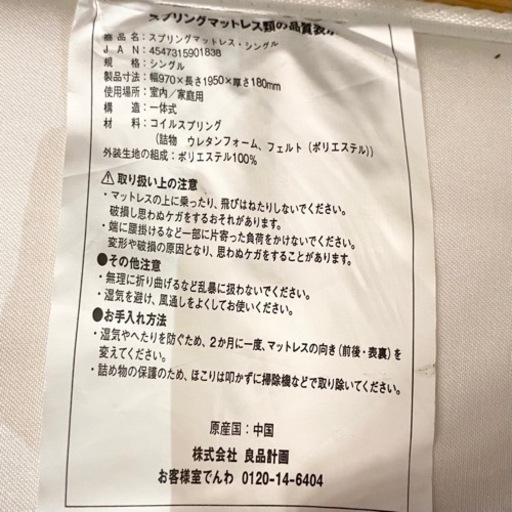 スプリングマットレス類の品質表示
商品名：スプリングマットレス・シングル
JAN：4547315901838
規格：シングル
製品寸法：幅970×長さ1950×厚さ180mm
使用場所：室内／家庭用
構造：一体式
材料：コイルスプリング
（詰物 ウレタンフォーム、フェルト（ポリエステル））
外装生地の組成：ポリエステル100%
⚠取り扱い上の注意
・マットレスの上に乗ったり、飛びはねたりしないでください。
破損し思わぬケガをするおそれがあります。
・端に腰掛けるなど一部に片寄った負荷をかけないでください。
変形や破損の原因となり、思わぬケガをすることがあります。
●その他注意
・無理に折り曲げるなど乱暴に扱わないでください。
・湿気を避け、風通しをよくしてお使いください。
●お手入れ方法
・湿気やへたりを防ぐため、2か月に一度、マットレスの向き（前後・表裏）を
変えてください。
・詰め物の保護のため、ほこりは叩かずに掃除機などで取り除いてください。
原産国：中国
株式会社 良品計画
お客様室でんわ 0120-14-6404